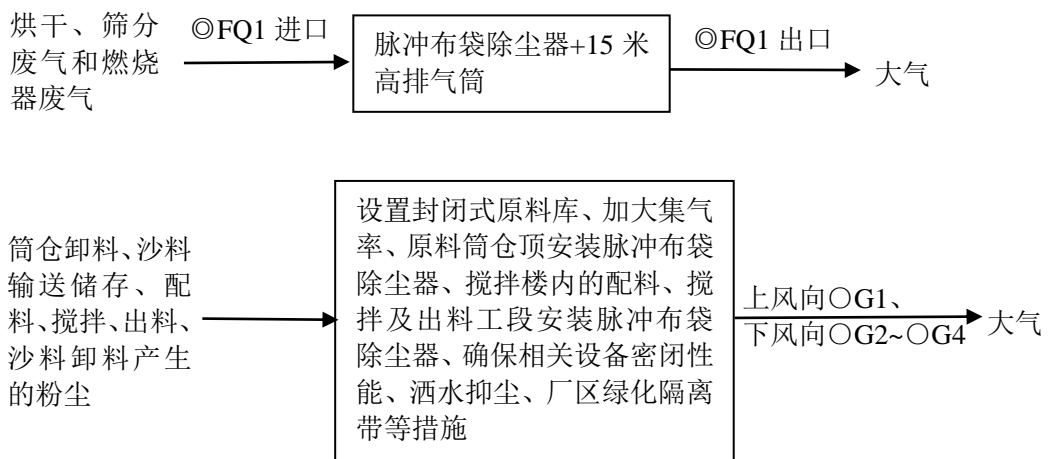 烘干、筛分
废气和燃烧
器废气
◎FQ1 进口
脉冲布袋除尘器+15 米
高排气筒
◎FQ1 出口
大气
筒仓卸料、沙料
输送储存、配
料、搅拌、出料、
沙料卸料产生
的粉尘
设置封闭式原料库、加大集气
率、原料筒仓顶安装脉冲布袋
除尘器、搅拌楼内的配料、搅
拌及出料工段安装脉冲布袋
除尘器、确保相关设备密闭性
能、洒水抑尘、厂区绿化隔离
带等措施
上风向○G1、
下风向○G2~○G4
大气